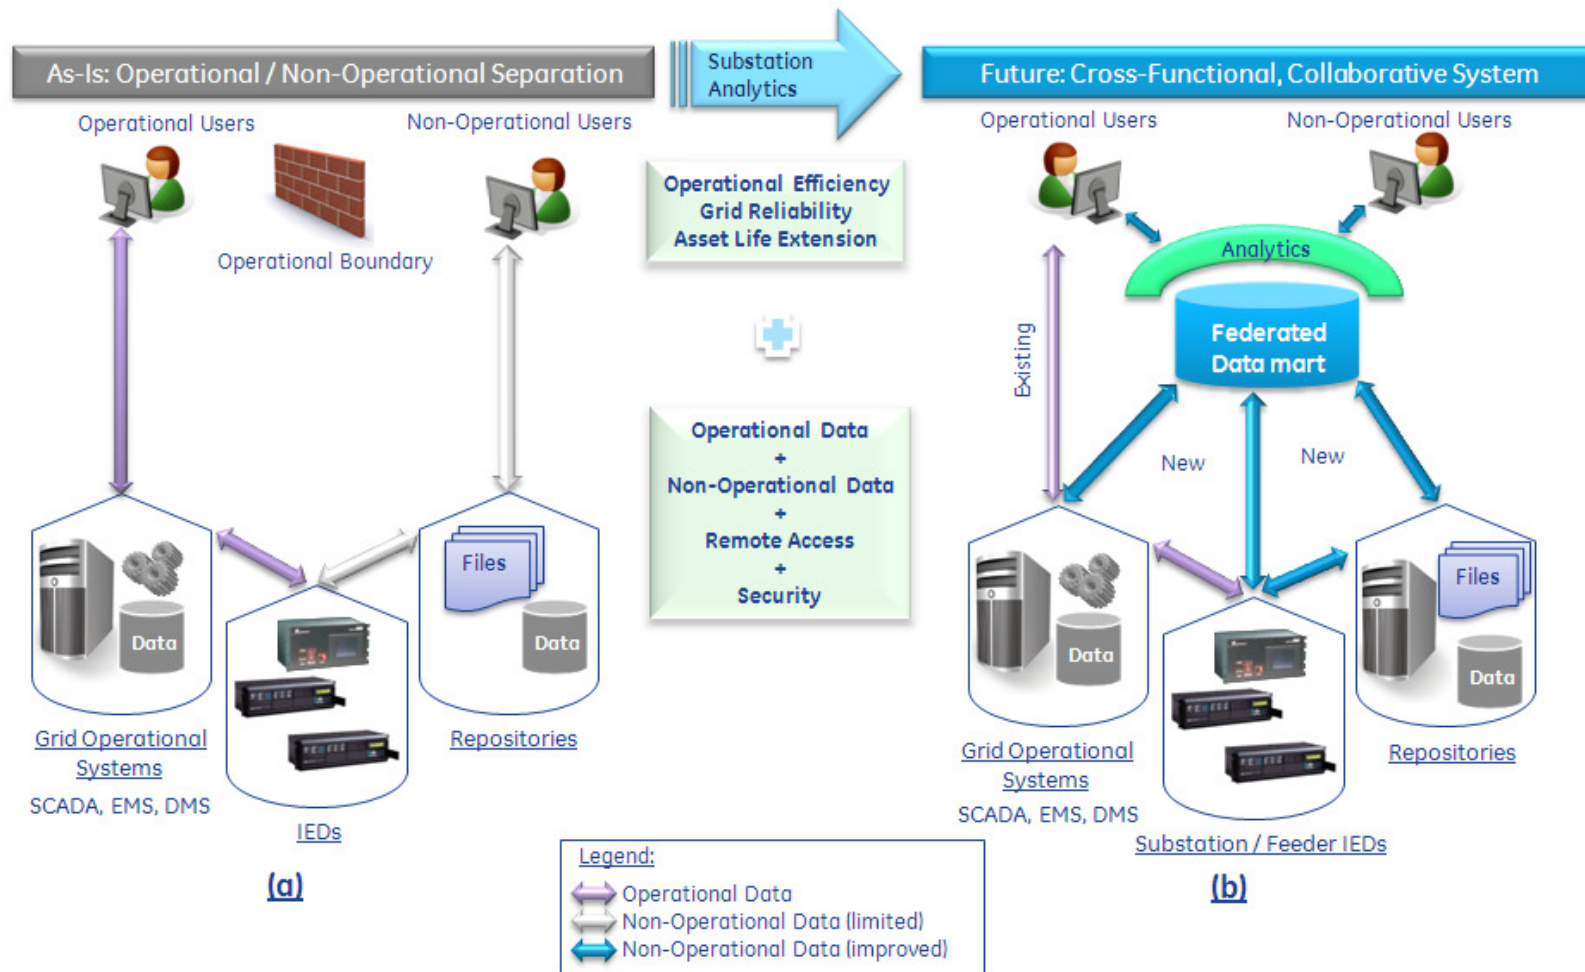 As-Is: Operational / Non-Operational Separation
Operational Users
Non-Operational Users
Operational Boundary
Data
Files
Data
Grid Operational
Systems
SCADA, EMS, DMS
IEDs
Repositories
(a)
Substation
Analytics
Operational Efficiency
Grid Reliability
Asset Life Extension
Operational Data
+
Non-Operational Data
+
Remote Access
+
Security
Future: Cross-Functional, Collaborative System
Operational Users
Non-Operational Users
Analytics
Federated
Data mart
Existing
New
New
Data
Files
Data
Grid Operational
Systems
SCADA, EMS, DMS
Substation / Feeder IEDs
Repositories
(b)
Legend:
Operational Data
Non-Operational Data (limited)
Non-Operational Data (improved)